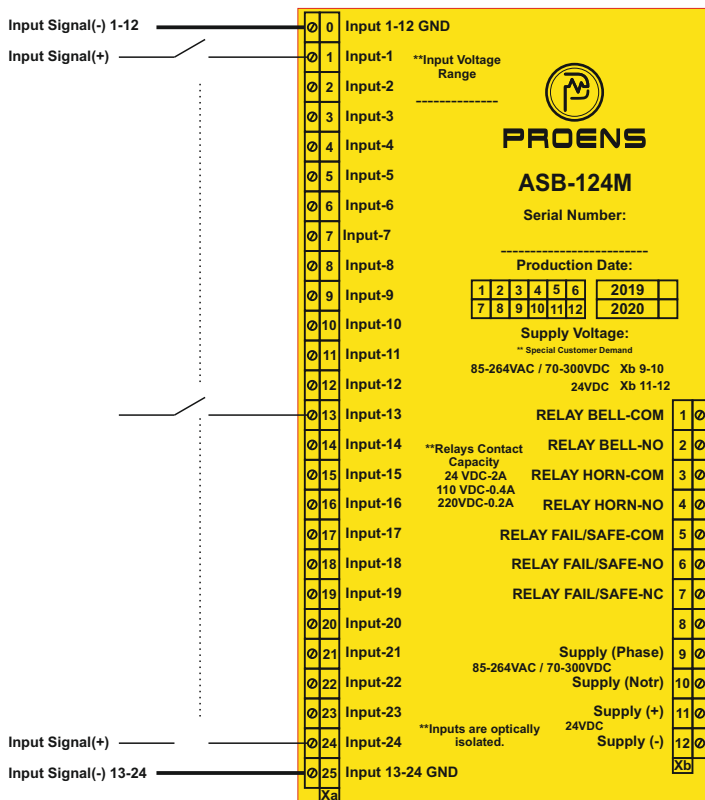 Input Signal(-) 1-12
0 Input 1-12 GND
Input Signal(+)
1 Input-1
**Input Voltage
Range
--------------
2 Input-2
3 Input-3
4 Input-4
5 Input-5
6 Input-6
7 Input-7
8 Input-8
9 Input-9
10 Input-10
11 Input-11
12 Input-12
13 Input-13
14 Input-14
15 Input-15
16 Input-16
17 Input-17
18 Input-18
19 Input-19
20 Input-20
21 Input-21
22 Input-22
23 Input-23
Input Signal(+)
24 Input-24
Input Signal(-) 13-24
25 Input 13-24 GND
Xa
PROENS
ASB-124M
Serial Number:
-------------------------
Production Date:
1 2 3 4 5 6 2019
7 8 9 10 11 12 2020
Supply Voltage:
** Special Customer Demand
85-264VAC / 70-300VDC Xb 9-10
24VDC Xb 11-12
**Relays Contact
Capacity
24 VDC-2A
110 VDC-0.4A
220VDC-0.2A
RELAY BELL-COM 1
RELAY BELL-NO 2
RELAY HORN-COM 3
RELAY HORN-NO 4
RELAY FAIL/SAFE-COM 5
RELAY FAIL/SAFE-NO 6
RELAY FAIL/SAFE-NC 7
8
Supply (Phase) 9
85-264VAC / 70-300VDC
Supply (Notr) 10
Supply (+) 11
24VDC
Supply (-) 12
Xb
**Inputs are optically
isolated.